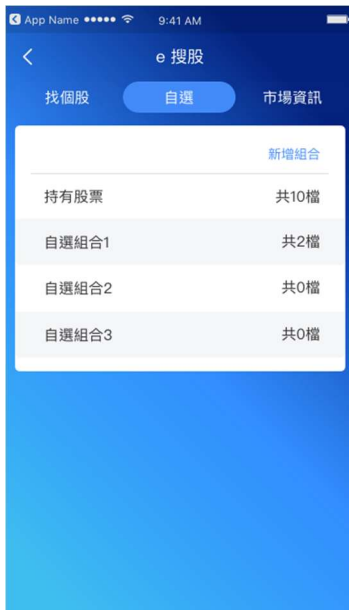 App Name 9:41 AM
e 搜股
找個股 自選 市場資訊
新增組合
持有股票 共10檔
自選組合1 共2檔
自選組合2 共0檔
自選組合3 共0檔